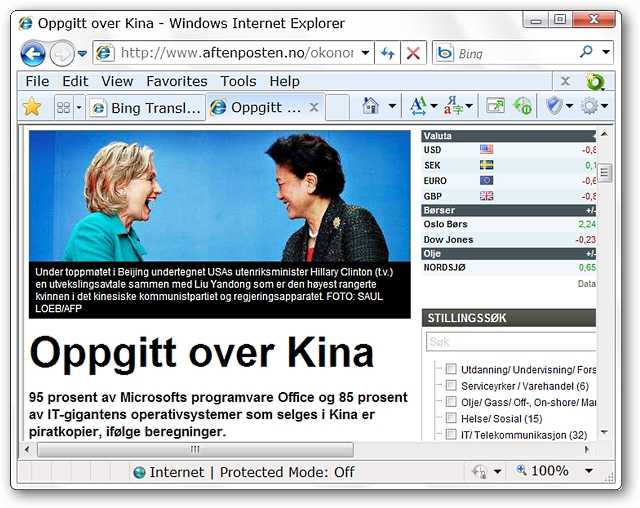 Oppgitt over Kina - Windows Internet Explorer
http://www.aftenposten.no/okonor
Bing
File Edit View Favorites Tools Help
x
Bing Transl...
Oppgitt ...
Under toppmøtet i Beijing undertegnet USAs utenriksminister Hillary Clinton (t.v.)
en utvekslingsavtale sammen med Liu Yandong som er den høyest rangerte
kvinnen i det kinesiske kommunistpartiet og regjeringsapparatet. FOTO: SAUL
LOEB/AFP
Oppgitt over Kina
95 prosent av Microsofts programvare Office og 85 prosent
av IT-gigantens operativsystemer som selges i Kina er
piratkopier, ifølge beregninger.
Valuta
USD -0,8
SEK 0,1
EURO -0,6
GBP -0,8
Børser +/-
Oslo Børs 2,24
Dow Jones -0,23
Olje +/-
NORDSJØ 0,65
Data
STILLINGSSØK
Søk
Utdanning/ Undervisning/ Fors
Serviceyrker / Varehandel (6)
Olje/ Gass/ Off-, On-shore/ Mar
Helse/ Sosial (15)
IT/ Telekommunikasjon (32)
Internet | Protected Mode: Off
100%